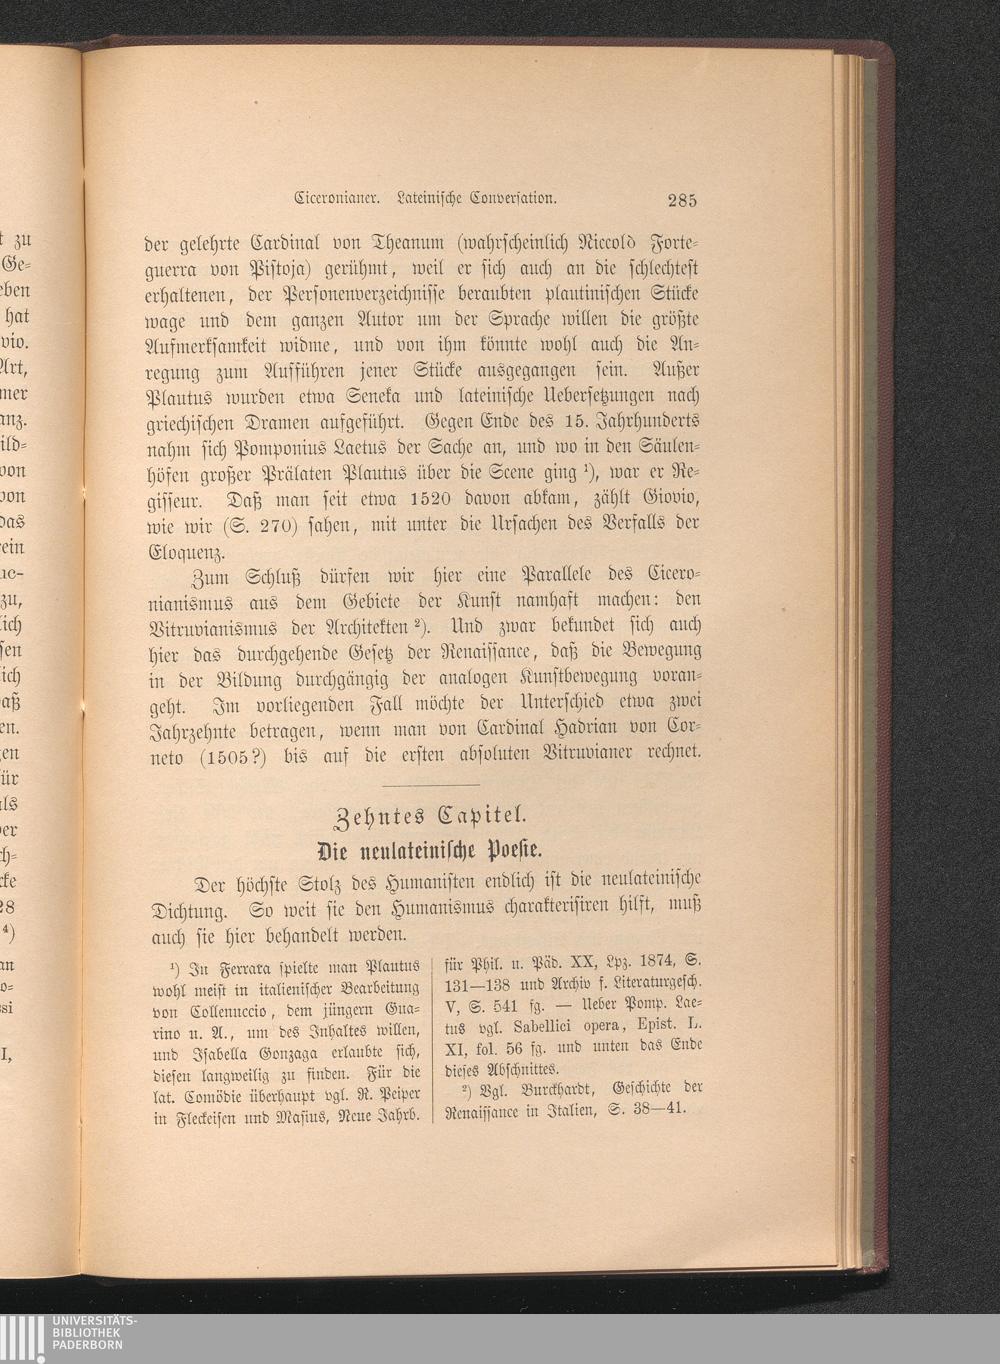 Ciceronianer. Lateinische Conversation. 285
der gelehrte Cardinal von Theanum (wahrscheinlich Niccolò Forte-
guerra von Pistoja) gerühmt, weil er sich auch an die schlechtest
erhaltenen, der Personenverzeichnisse beraubten plautinischen Stücke
wage und dem ganzen Autor um der Sprache willen die größte
Aufmerksamkeit widme, und von ihm könnte wohl auch die An-
regung zum Aufführen jener Stücke ausgegangen sein. Außer
Plautus wurden etwa Seneka und lateinische Uebersetzungen nach
griechischen Dramen aufgeführt. Gegen Ende des 15. Jahrhunderts
nahm sich Pomponius Laetus der Sache an, und wo in den Säulen-
höfen großer Prälaten Plautus über die Scene ging ¹), war er Re-
gisseur. Daß man seit etwa 1520 davon abkam, zählt Giovio,
wie wir (S. 270) sahen, mit unter die Ursachen des Verfalls der
Eloquenz.
Zum Schluß dürfen wir hier eine Parallele des Cicero-
nianismus aus dem Gebiete der Kunst namhaft machen: den
Vitruvianismus der Architekten ²). Und zwar bekundet sich auch
hier das durchgehende Gesetz der Renaissance, daß die Bewegung
in der Bildung durchgängig der analogen Kunstbewegung voran-
geht. Im vorliegenden Fall möchte der Unterschied etwa zwei
Jahrzehnte betragen, wenn man von Cardinal Hadrian von Cor-
neto (1505?) bis auf die ersten absoluten Vitruvianer rechnet.
Zehntes Capitel.
Die neulateinische Poesie.
Der höchste Stolz des Humanisten endlich ist die neulateinische
Dichtung. So weit sie den Humanismus charakterisiren hilft, muß
auch sie hier behandelt werden.
¹) In Ferrara spielte man Plautus
wohl meist in italienischer Bearbeitung
von Collenuccio, dem jüngern Gua-
rino u. A., um des Inhaltes willen,
und Isabella Gonzaga erlaubte sich,
diesen langweilig zu finden. Für die
lat. Comödie überhaupt vgl. R. Peiper
in Fleckeisen und Masius, Neue Jahrb.
für Phil. u. Päd. XX, Lpz. 1874, S.
131—138 und Archiv f. Literaturgesch.
V, S. 541 fg. — Ueber Pomp. Lae-
tus vgl. Sabellici opera, Epist. L.
XI, fol. 56 fg. und unten das Ende
dieses Abschnittes.
²) Vgl. Burckhardt, Geschichte der
Renaissance in Italien, S. 38—41.
UNIVERSITÄTS-
BIBLIOTHEK
PADERBORN